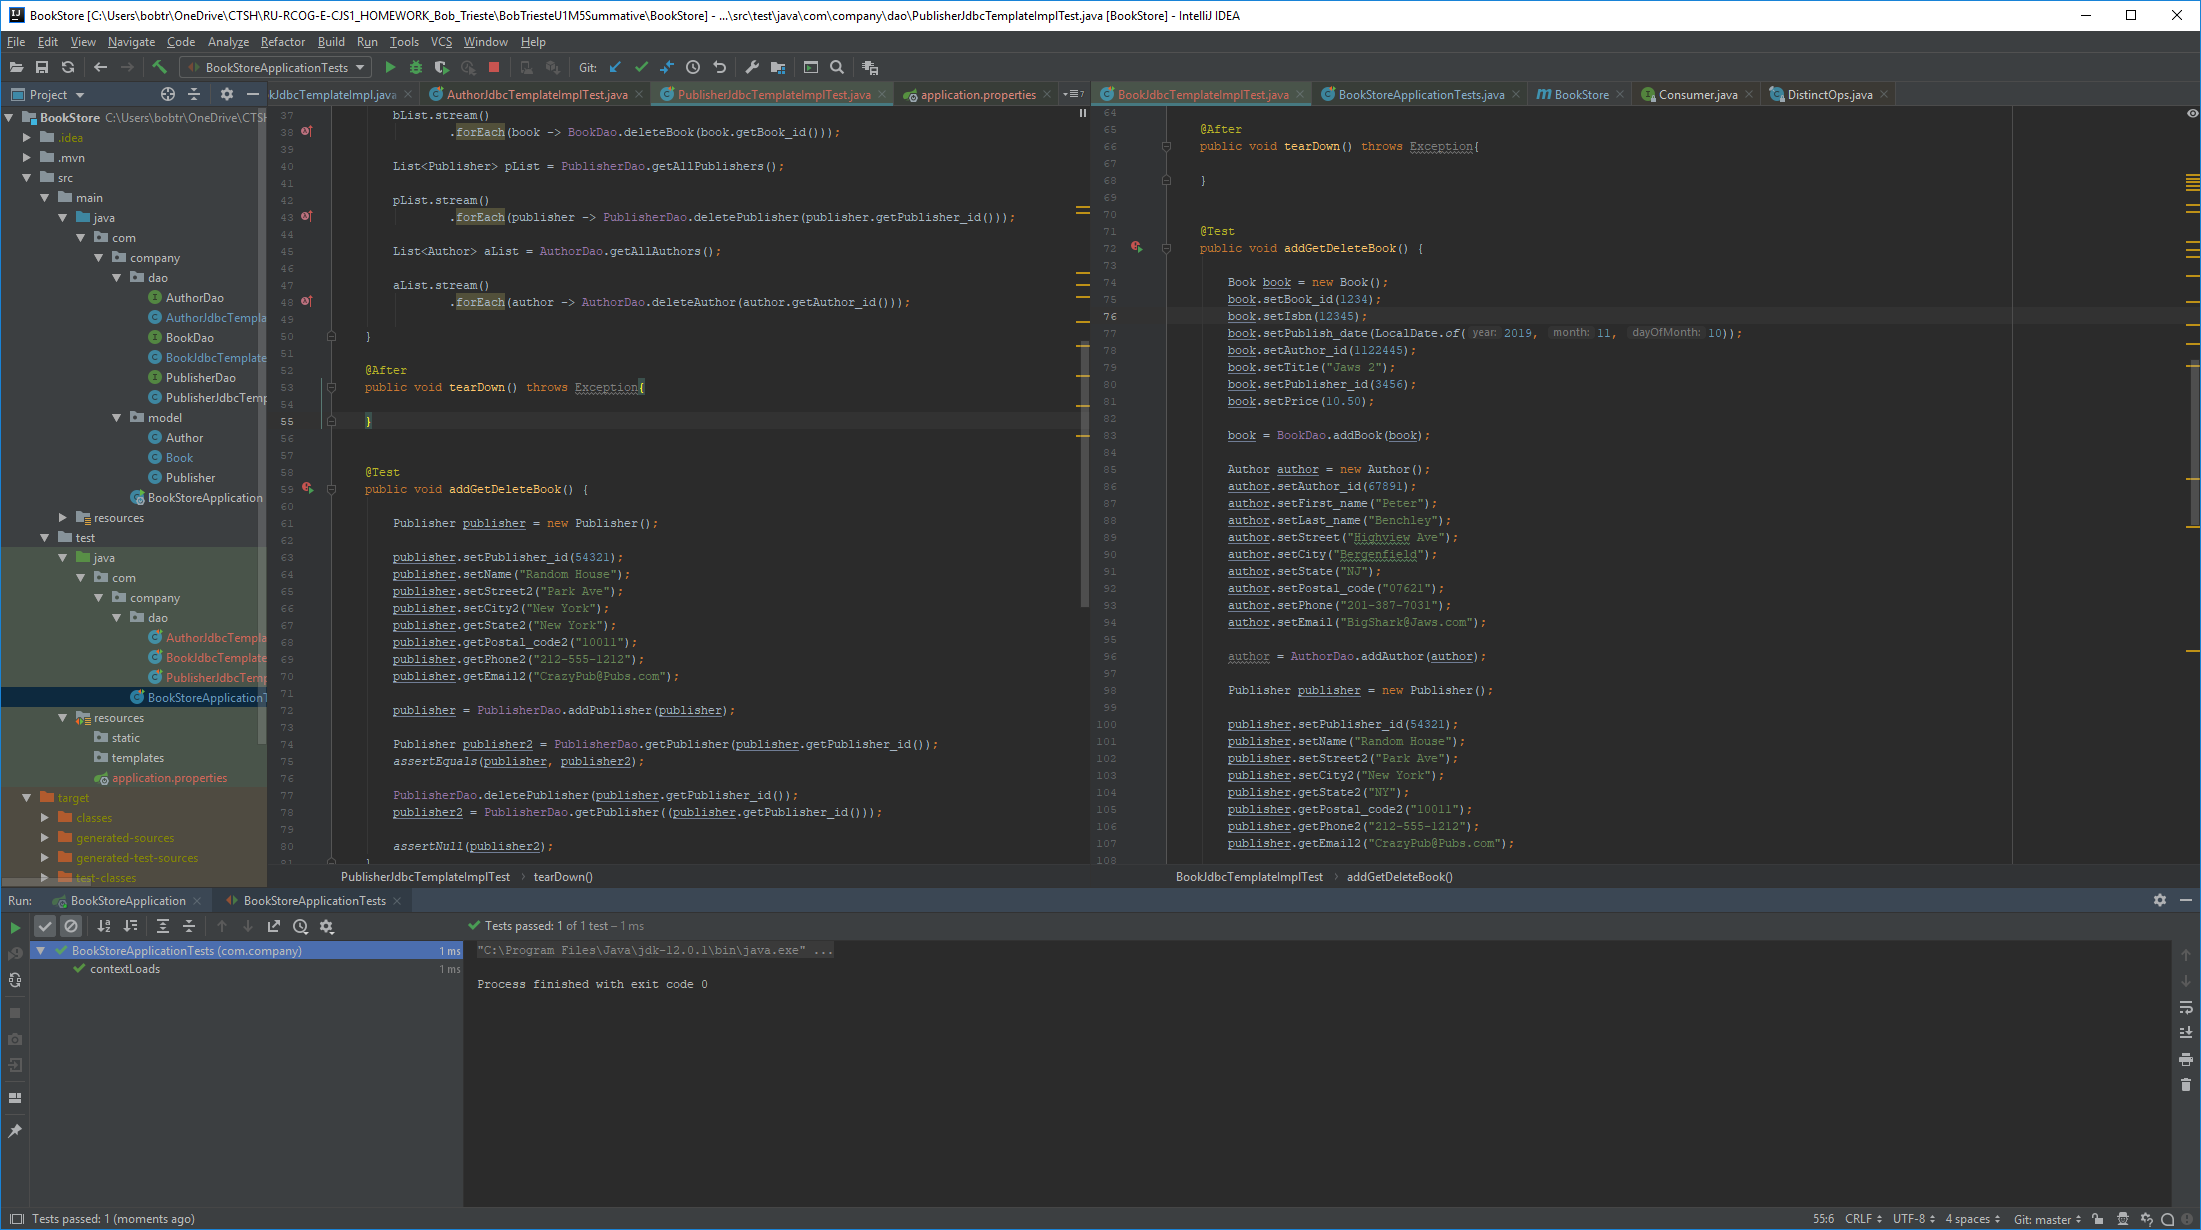 BookStore [C:\Users\bobtr\OneDrive\CTSH\RU-RCOG-E-CJS1_HOMEWORK_Bob_Trieste\BobTriesteU1M5Summative\BookStore] - ...\src\test\java\com\company\dao\PublisherJdbcTemplateImplTest.java [BookStore] - IntelliJ IDEA
File Edit View Navigate Code Analyze Refactor Build Run Tools VCS Window Help
BookStoreApplicationTests Git:
Project
kJdbcTemplateImpl.java AuthorJdbcTemplateImplTest.java PublisherJdbcTemplateImplTest.java application.properties
BookJdbcTemplateImplTest.java BookStoreApplicationTests.java BookStore Consumer.java DistinctOps.java
BookStore C:\Users\bobtr\OneDrive\CTSH
.idea
.mvn
src
main
java
com
company
dao
AuthorDao
AuthorJdbcTempla
BookDao
BookJdbcTemplate
PublisherDao
PublisherJdbcTemp
model
Author
Book
Publisher
BookStoreApplication
resources
test
java
com
company
dao
AuthorJdbcTempla
BookJdbcTemplate
PublisherJdbcTemp
BookStoreApplicationT
resources
static
templates
application.properties
target
classes
generated-sources
generated-test-sources
test-classes
37 bList.stream()
38 .forEach(book -> BookDao.deleteBook(book.getBook_id()));
39
40 List<Publisher> pList = PublisherDao.getAllPublishers();
41
42 pList.stream()
43 .forEach(publisher -> PublisherDao.deletePublisher(publisher.getPublisher_id()));
44
45 List<Author> aList = AuthorDao.getAllAuthors();
46
47 aList.stream()
48 .forEach(author -> AuthorDao.deleteAuthor(author.getAuthor_id()));
49
50 }
51
52 @After
53 public void tearDown() throws Exception{
54
55 }
56
57
58 @Test
59 public void addGetDeleteBook() {
60
61 Publisher publisher = new Publisher();
62
63 publisher.setPublisher_id(54321);
64 publisher.setName("Random House");
65 publisher.setStreet2("Park Ave");
66 publisher.setCity2("New York");
67 publisher.getState2("New York");
68 publisher.getPostal_code2("10011");
69 publisher.getPhone2("212-555-1212");
70 publisher.getEmail2("CrazyPub@Pubs.com");
71
72 publisher = PublisherDao.addPublisher(publisher);
73
74 Publisher publisher2 = PublisherDao.getPublisher(publisher.getPublisher_id());
75 assertEquals(publisher, publisher2);
76
77 PublisherDao.deletePublisher(publisher.getPublisher_id());
78 publisher2 = PublisherDao.getPublisher((publisher.getPublisher_id()));
79
80 assertNull(publisher2);
81 }
PublisherJdbcTemplateImplTest › tearDown()
64
65 @After
66 public void tearDown() throws Exception{
67
68 }
69
70
71 @Test
72 public void addGetDeleteBook() {
73
74 Book book = new Book();
75 book.setBook_id(1234);
76 book.setIsbn(12345);
77 book.setPublish_date(LocalDate.of( year: 2019, month: 11, dayOfMonth: 10));
78 book.setAuthor_id(1122445);
79 book.setTitle("Jaws 2");
80 book.setPublisher_id(3456);
81 book.setPrice(10.50);
82
83 book = BookDao.addBook(book);
84
85 Author author = new Author();
86 author.setAuthor_id(67891);
87 author.setFirst_name("Peter");
88 author.setLast_name("Benchley");
89 author.setStreet("Highview Ave");
90 author.setCity("Bergenfield");
91 author.setState("NJ");
92 author.setPostal_code("07621");
93 author.setPhone("201-387-7031");
94 author.setEmail("BigShark@Jaws.com");
95
96 author = AuthorDao.addAuthor(author);
97
98 Publisher publisher = new Publisher();
99
100 publisher.setPublisher_id(54321);
101 publisher.setName("Random House");
102 publisher.setStreet2("Park Ave");
103 publisher.setCity2("New York");
104 publisher.getState2("NY");
105 publisher.getPostal_code2("10011");
106 publisher.getPhone2("212-555-1212");
107 publisher.getEmail2("CrazyPub@Pubs.com");
108
BookJdbcTemplateImplTest › addGetDeleteBook()
Run: BookStoreApplication BookStoreApplicationTests
Tests passed: 1 of 1 test – 1 ms
BookStoreApplicationTests (com.company) 1 ms
contextLoads 1 ms
"C:\Program Files\Java\jdk-12.0.1\bin\java.exe" ...
Process finished with exit code 0
Tests passed: 1 (moments ago)
55:6 CRLF UTF-8 4 spaces Git: master